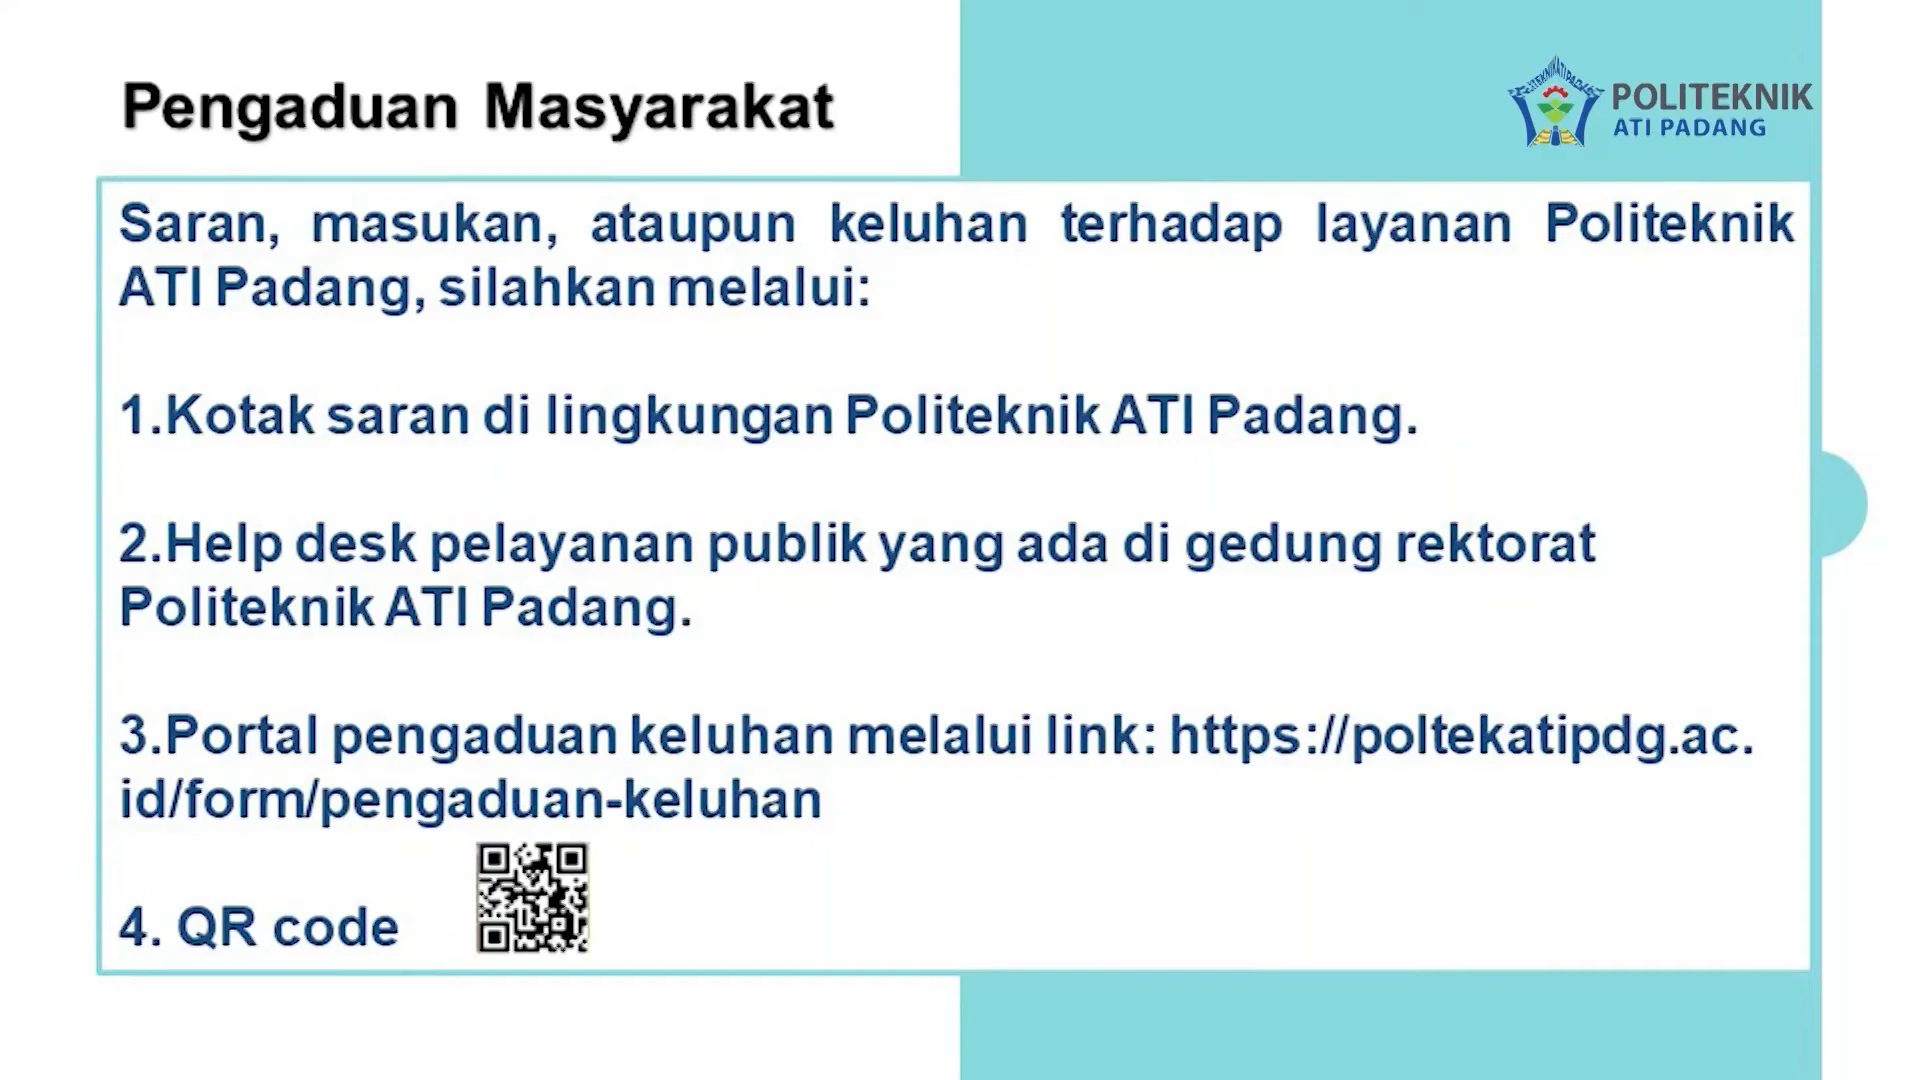 Pengaduan Masyarakat
POLITEKNIK
ATI PADANG
Saran, masukan, ataupun keluhan terhadap layanan Politeknik
ATI Padang, silahkan melalui:
1.Kotak saran di lingkungan Politeknik ATI Padang.
2.Help desk pelayanan publik yang ada di gedung rektorat
Politeknik ATI Padang.
3.Portal pengaduan keluhan melalui link: https://poltekatipdg.ac.
id/form/pengaduan-keluhan
4. QR code